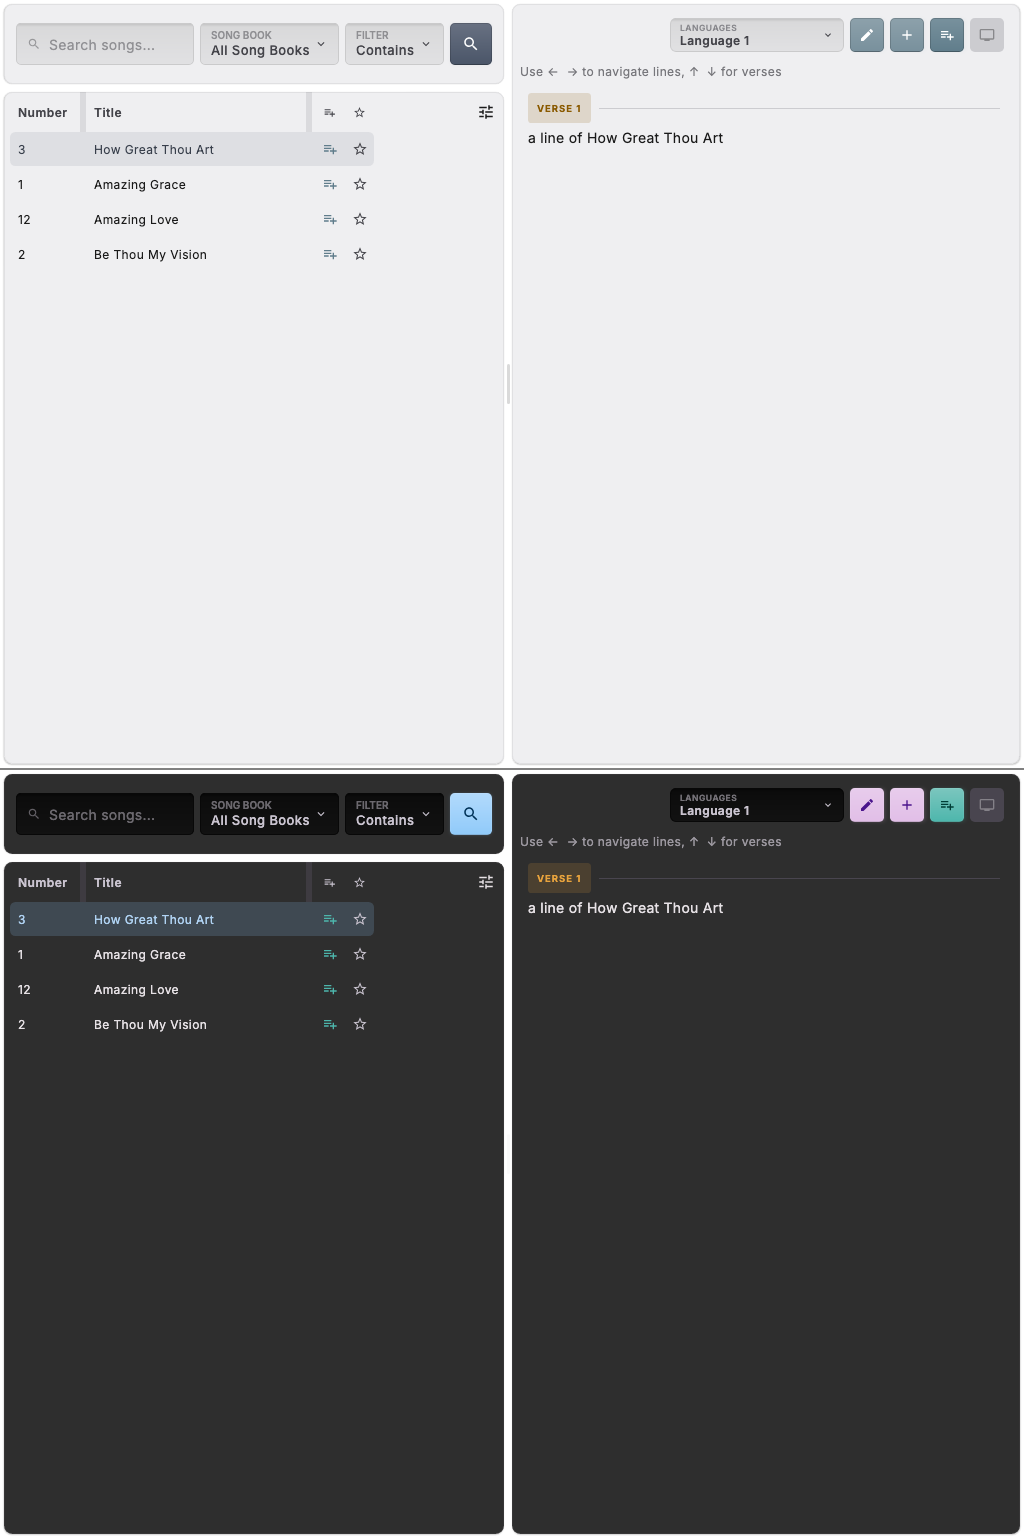 Search songs...
SONG BOOK
All Song Books
FILTER
Contains
Number Title
3 How Great Thou Art
1 Amazing Grace
12 Amazing Love
2 Be Thou My Vision
LANGUAGES
Language 1
Use ← → to navigate lines, ↑ ↓ for verses
VERSE 1
a line of How Great Thou Art
Search songs...
SONG BOOK
All Song Books
FILTER
Contains
Number Title
3 How Great Thou Art
1 Amazing Grace
12 Amazing Love
2 Be Thou My Vision
LANGUAGES
Language 1
Use ← → to navigate lines, ↑ ↓ for verses
VERSE 1
a line of How Great Thou Art